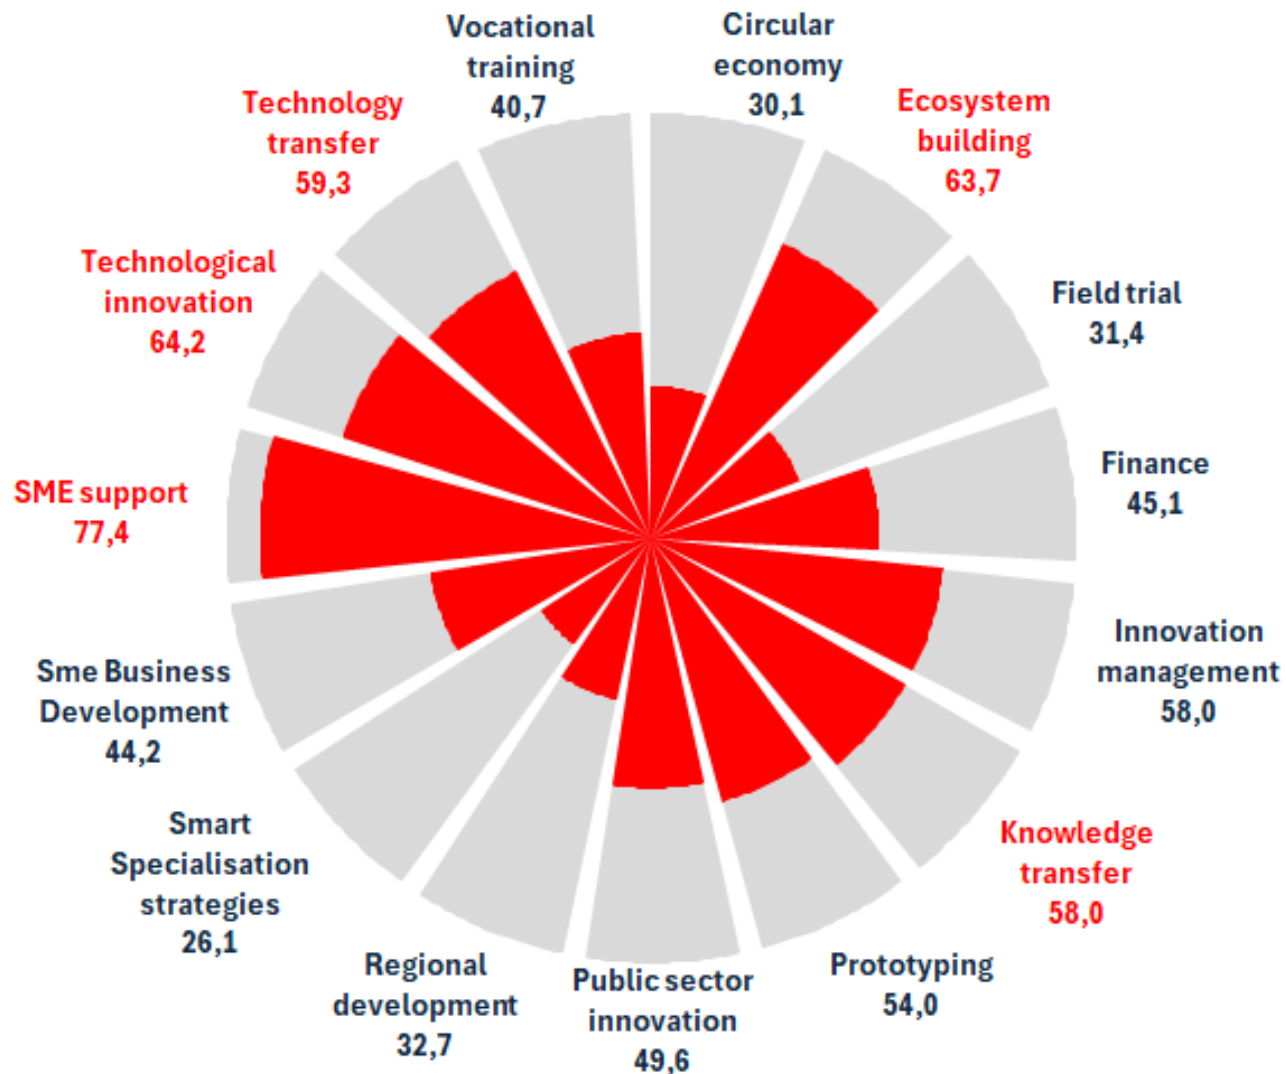 Vocational
training
40,7
Circular
economy
30,1
Ecosystem
building
63,7
Field trial
31,4
Finance
45,1
Innovation
management
58,0
Knowledge
transfer
58,0
Prototyping
54,0
Public sector
innovation
49,6
Regional
development
32,7
Smart
Specialisation
strategies
26,1
Sme Business
Development
44,2
SME support
77,4
Technological
innovation
64,2
Technology
transfer
59,3